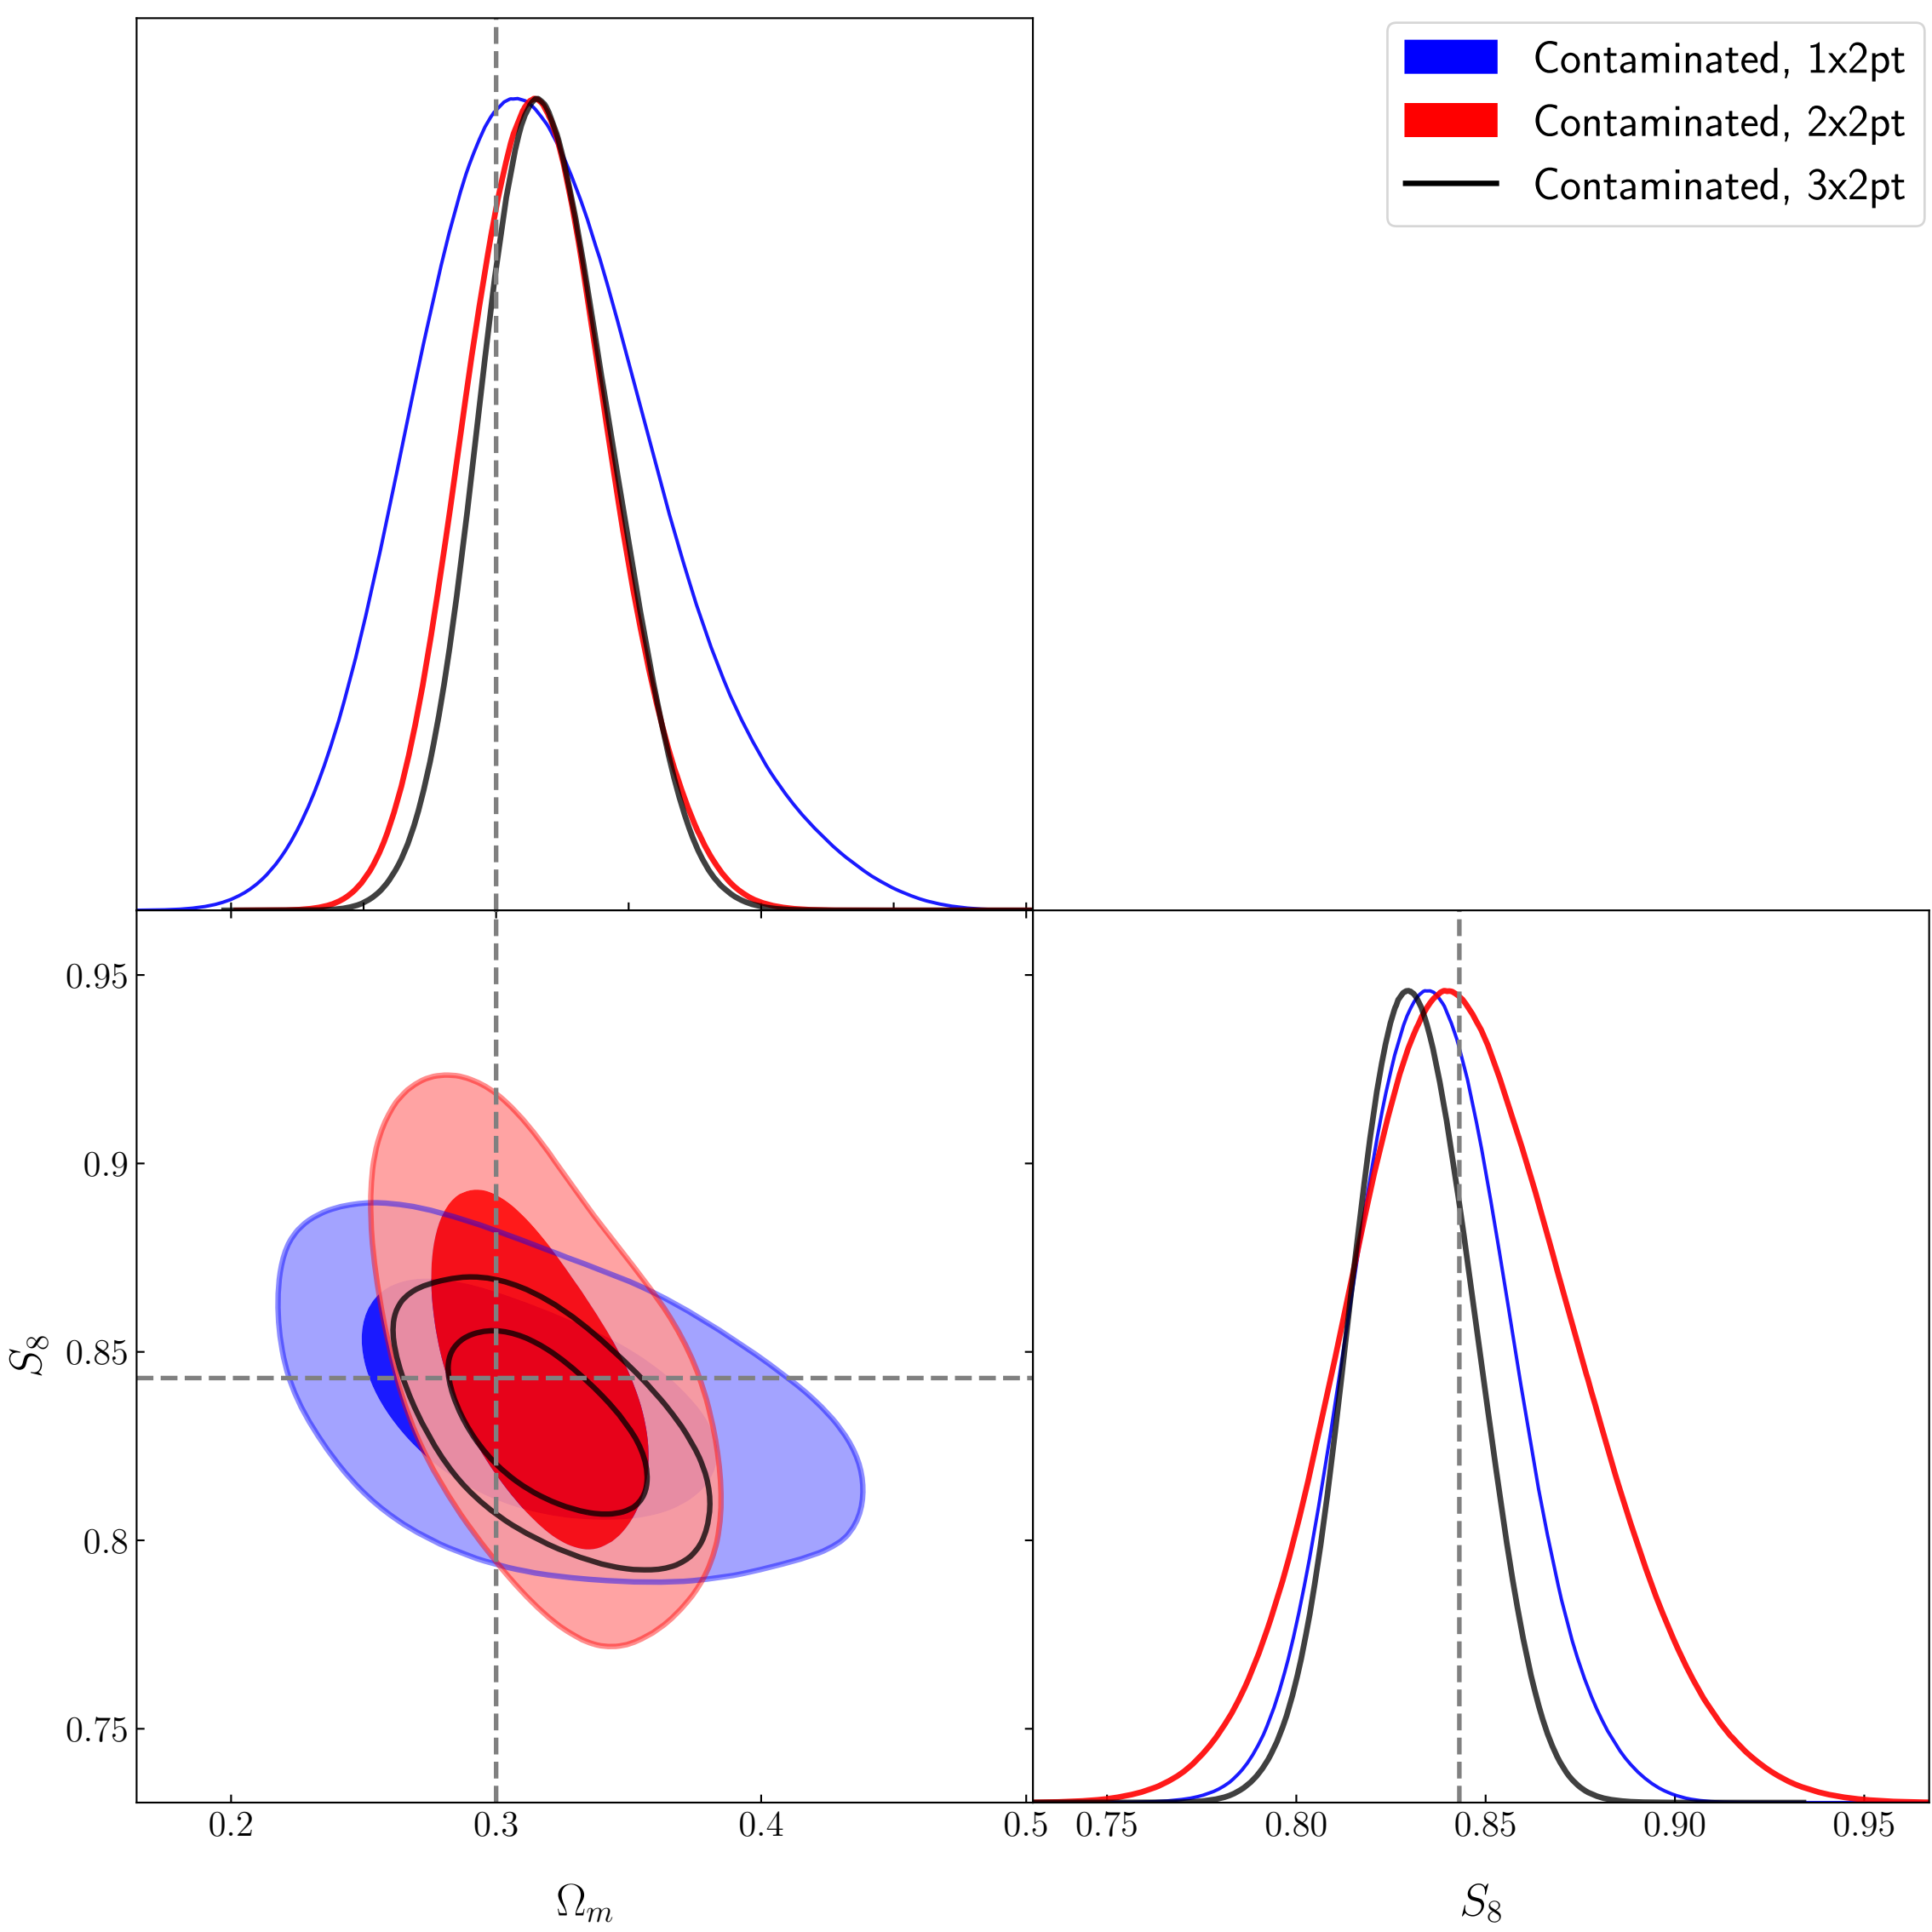 Contaminated, 1x2pt
Contaminated, 2x2pt
Contaminated, 3x2pt
0.95
0.9
0.85
0.8
0.75
S₈
0.2 0.3 0.4 0.5
Ωₘ
0.75 0.80 0.85 0.90 0.95
S₈